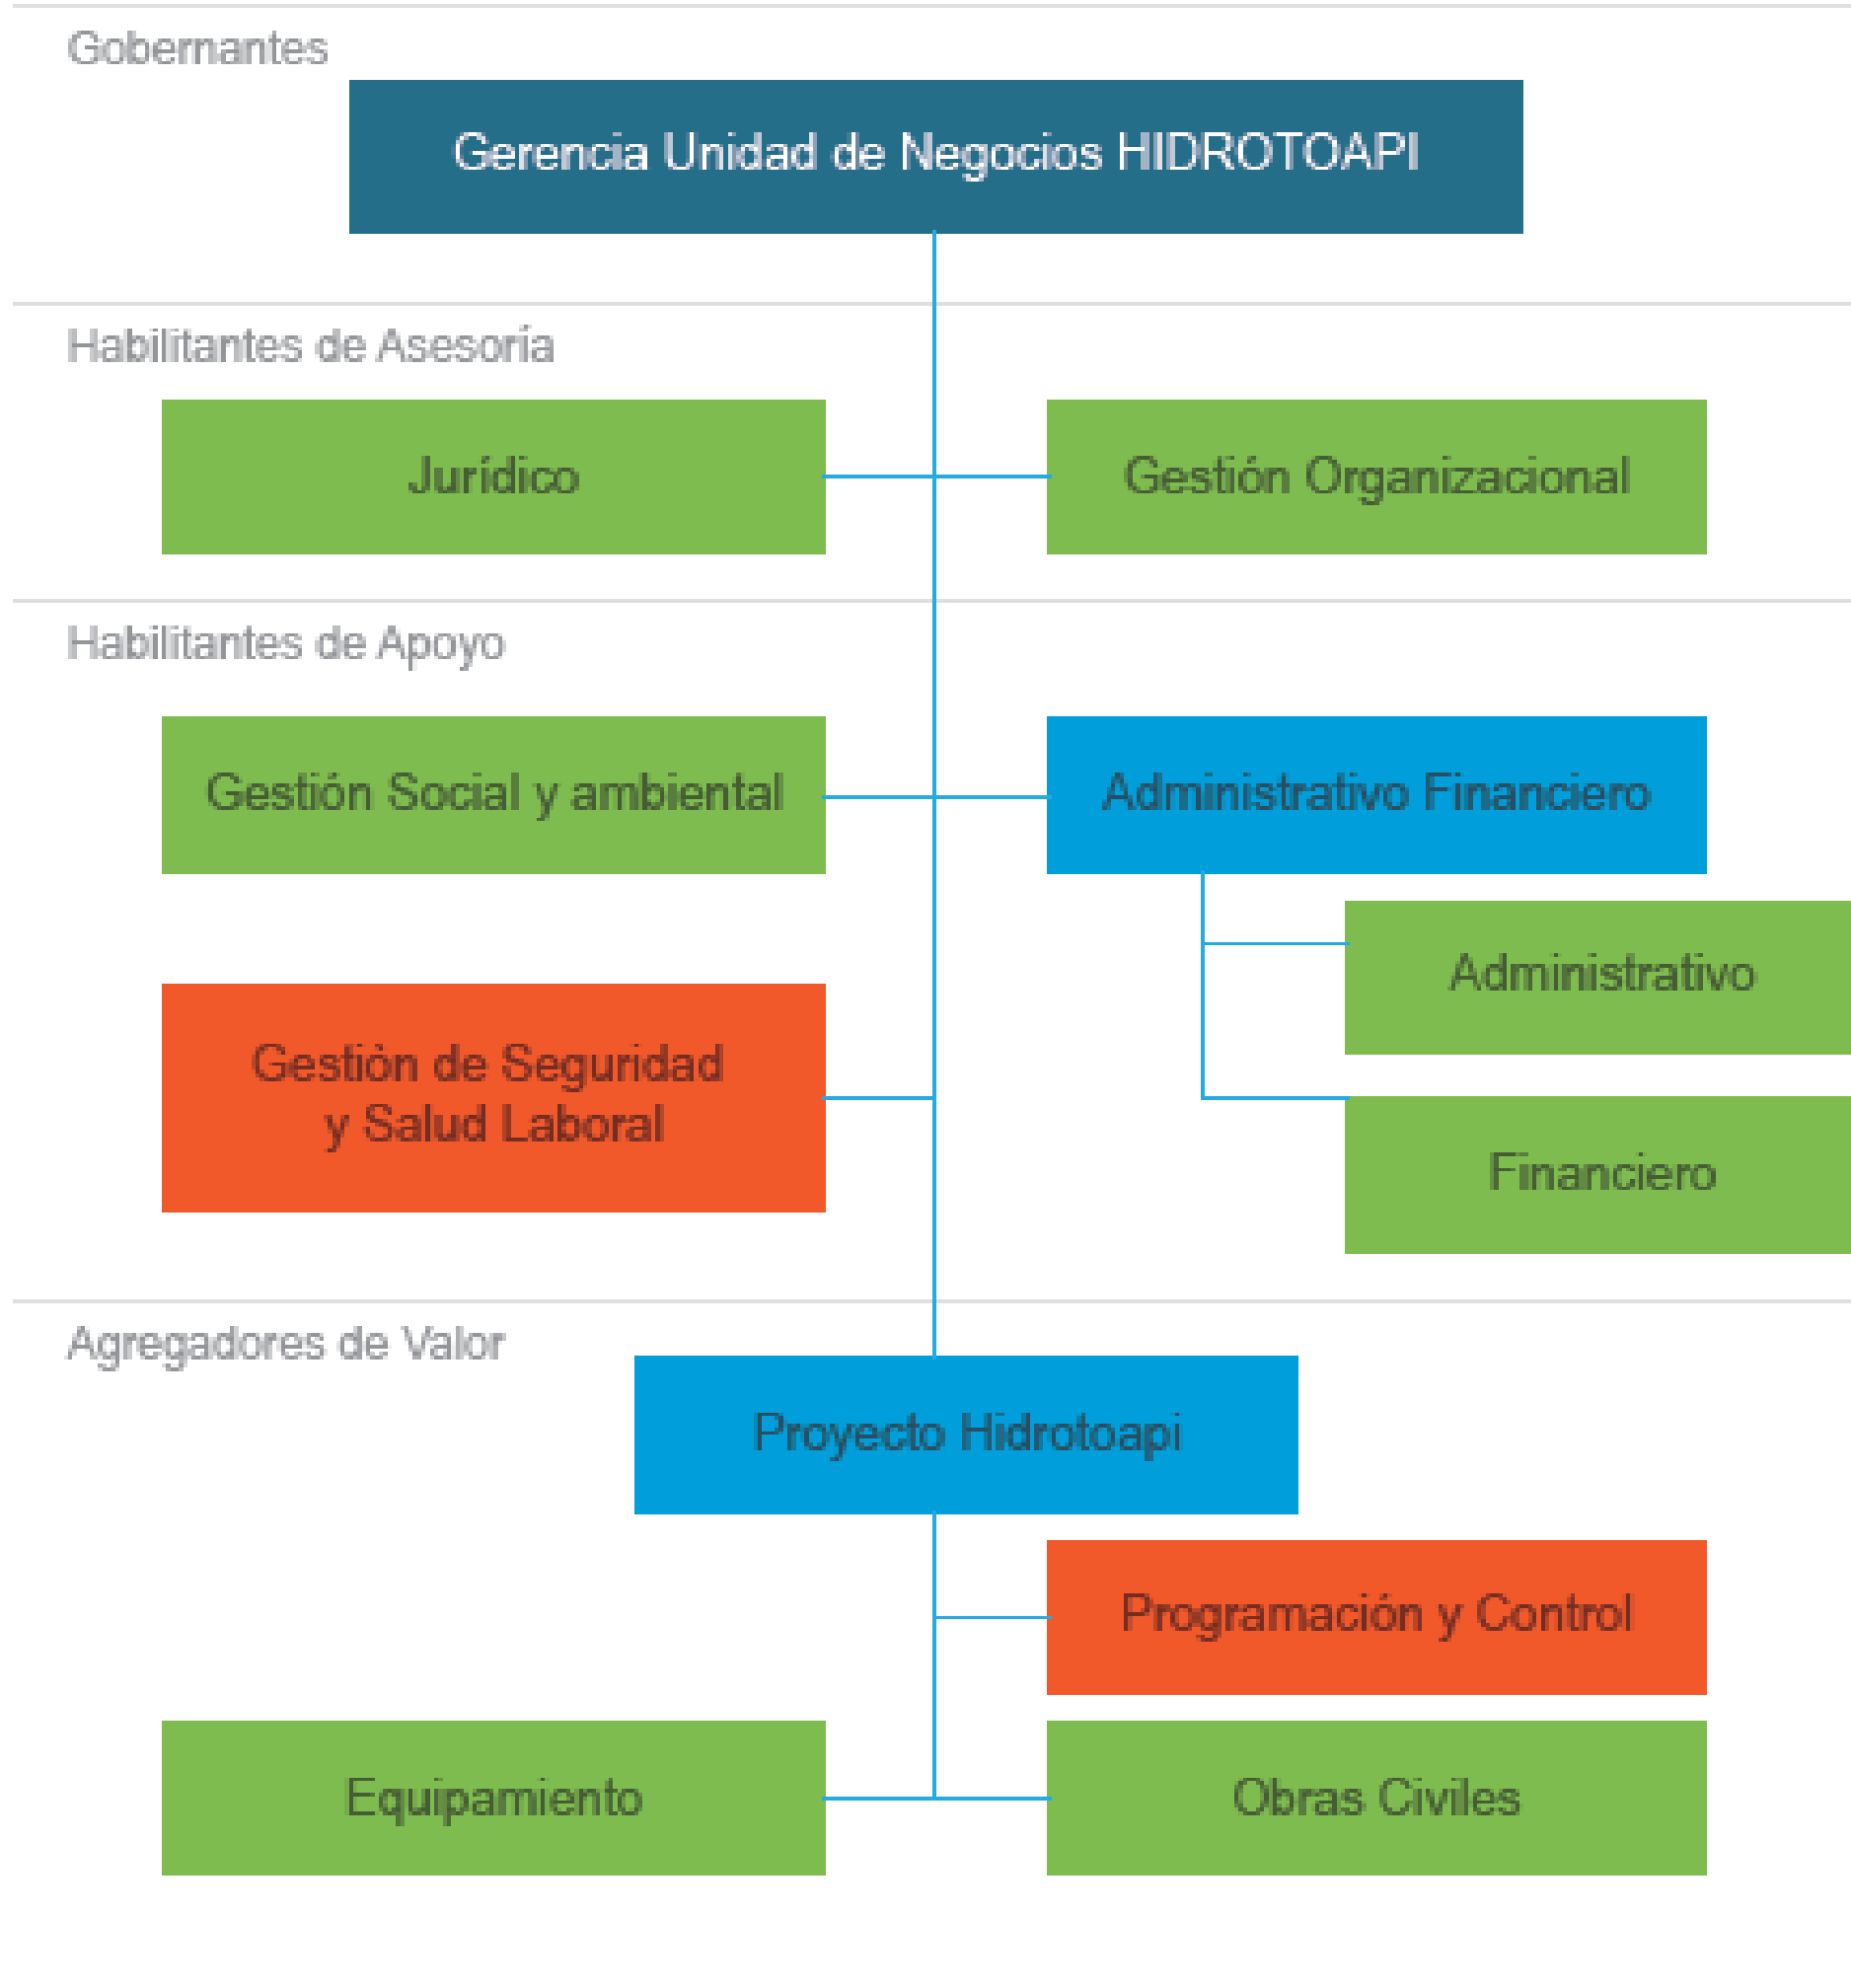 Gobernantes
Gerencia Unidad de Negocios HIDROTOAPI
Habilitantes de Asesoría
Jurídico
Gestión Organizacional
Habilitantes de Apoyo
Gestión Social y ambiental
Administrativo Financiero
Administrativo
Gestión de Seguridad
y Salud Laboral
Financiero
Agregadores de Valor
Proyecto Hidrotoapi
Programación y Control
Equipamiento
Obras Civiles